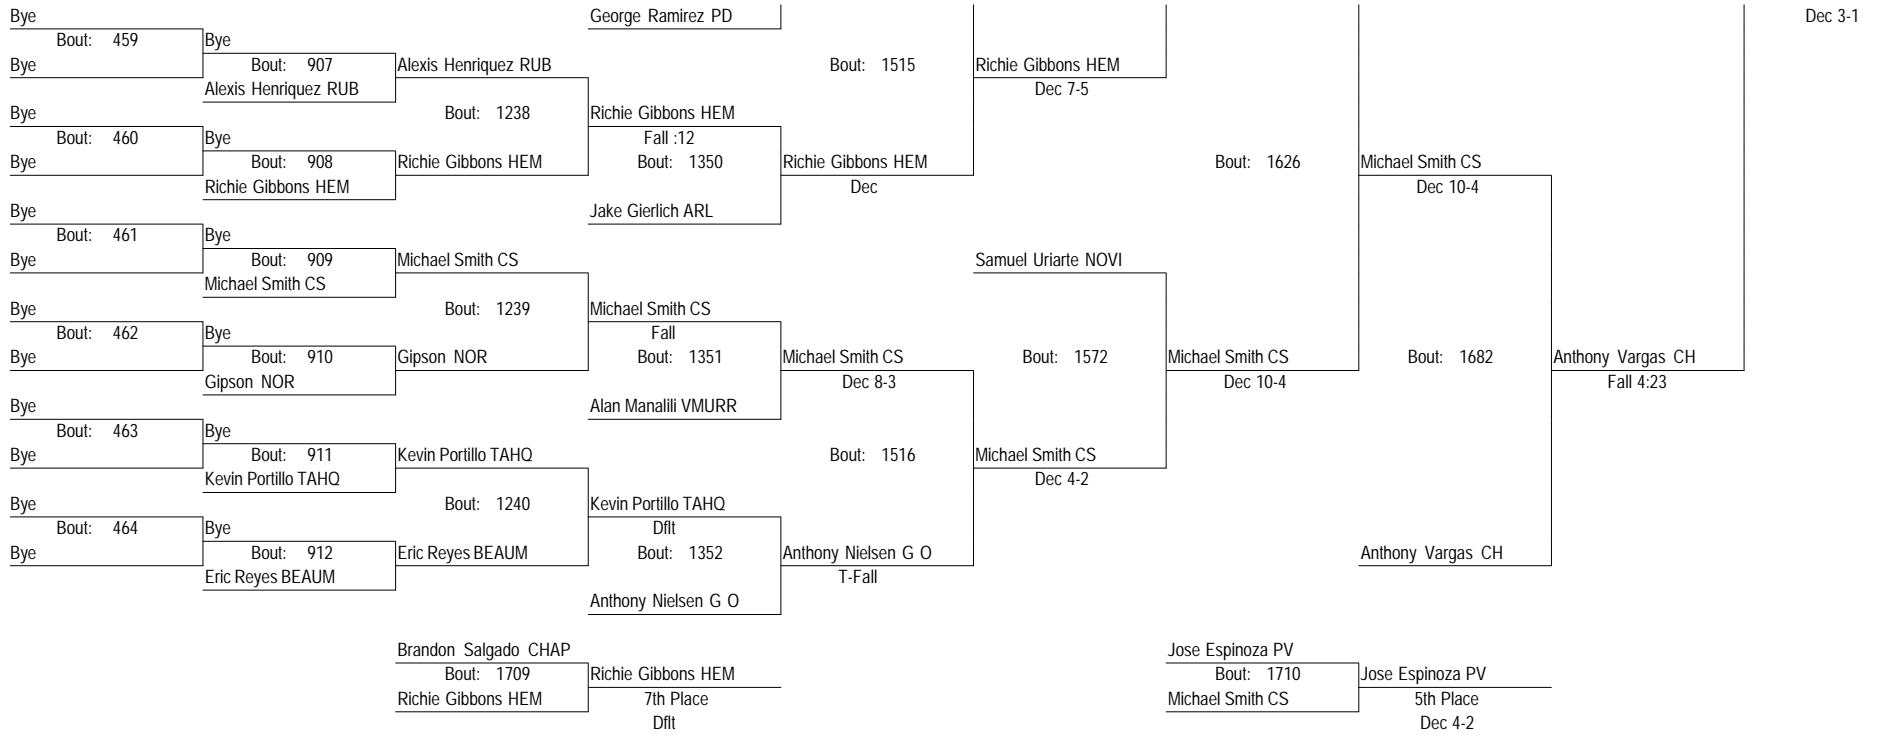 Bye George Ramirez PD Dec 3-1
Bout: 459 Bye
Bye Bout: 907 Alexis Henriquez RUB Bout: 1515 Richie Gibbons HEM
Alexis Henriquez RUB Dec 7-5
Bye Bout: 1238 Richie Gibbons HEM
Bout: 460 Bye Fall :12
Bye Bout: 908 Richie Gibbons HEM Bout: 1350 Richie Gibbons HEM Bout: 1626 Michael Smith CS
Richie Gibbons HEM Dec Dec 10-4
Bye Jake Gierlich ARL
Bout: 461 Bye
Bye Bout: 909 Michael Smith CS Samuel Uriarte NOVI
Michael Smith CS
Bye Bout: 1239 Michael Smith CS
Bout: 462 Bye Fall
Bye Bout: 910 Gipson NOR Bout: 1351 Michael Smith CS Bout: 1572 Michael Smith CS Bout: 1682 Anthony Vargas CH
Gipson NOR Dec 8-3 Dec 10-4 Fall 4:23
Bye Alan Manalili VMURR
Bout: 463 Bye
Bye Bout: 911 Kevin Portillo TAHQ Bout: 1516 Michael Smith CS
Kevin Portillo TAHQ Dec 4-2
Bye Bout: 1240 Kevin Portillo TAHQ
Bout: 464 Bye Dflt
Bye Bout: 912 Eric Reyes BEAUM Bout: 1352 Anthony Nielsen G O Anthony Vargas CH
Eric Reyes BEAUM T-Fall
Anthony Nielsen G O
Brandon Salgado CHAP Jose Espinoza PV
Bout: 1709 Richie Gibbons HEM Bout: 1710 Jose Espinoza PV
Richie Gibbons HEM 7th Place Michael Smith CS 5th Place
Dflt Dec 4-2